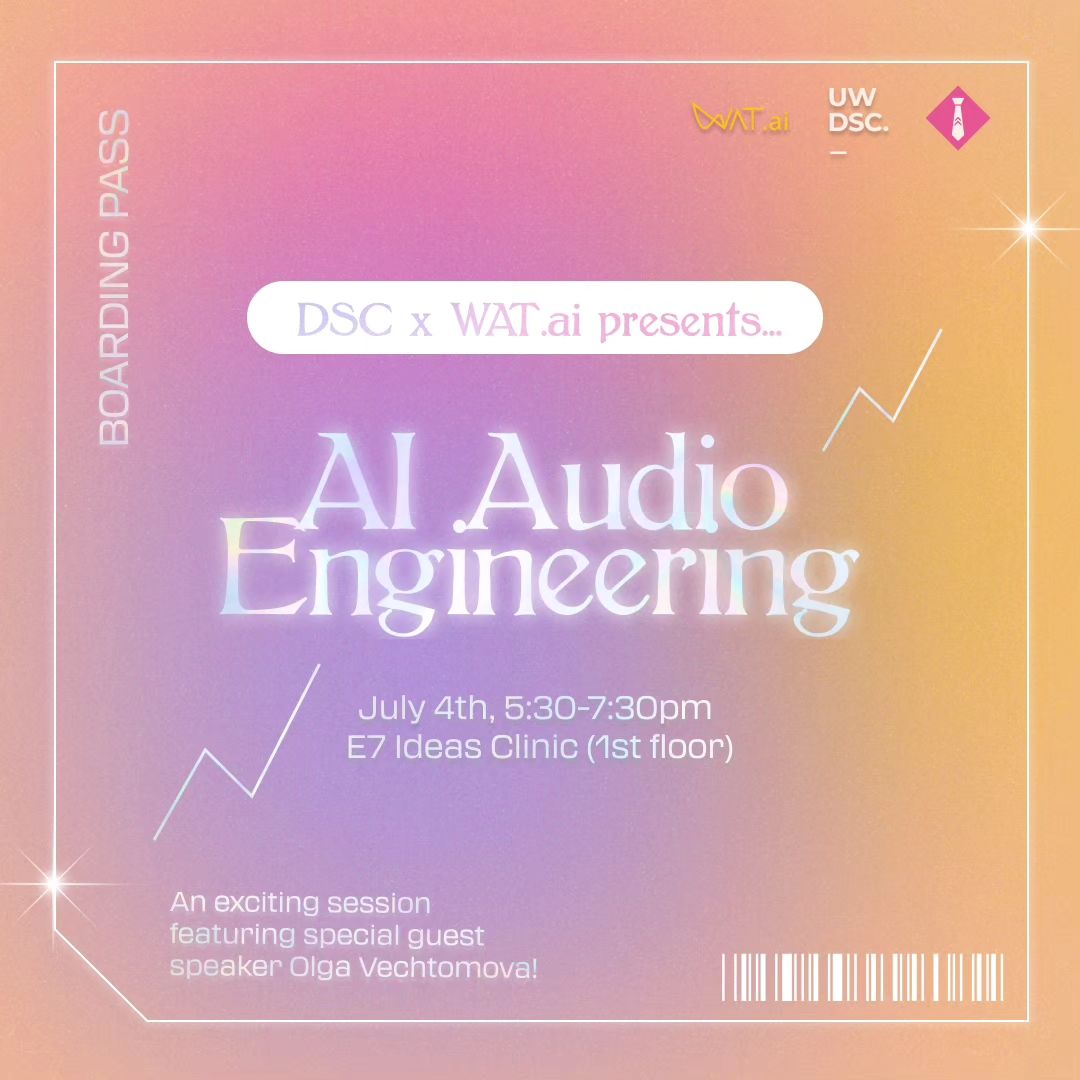 BOARDING PASS
WAT.ai
UW
DSC.
DSC x WAT.ai presents...
AI Audio
Engineering
July 4th, 5:30-7:30pm
E7 Ideas Clinic (1st floor)
An exciting session
featuring special guest
speaker Olga Vechtomova!